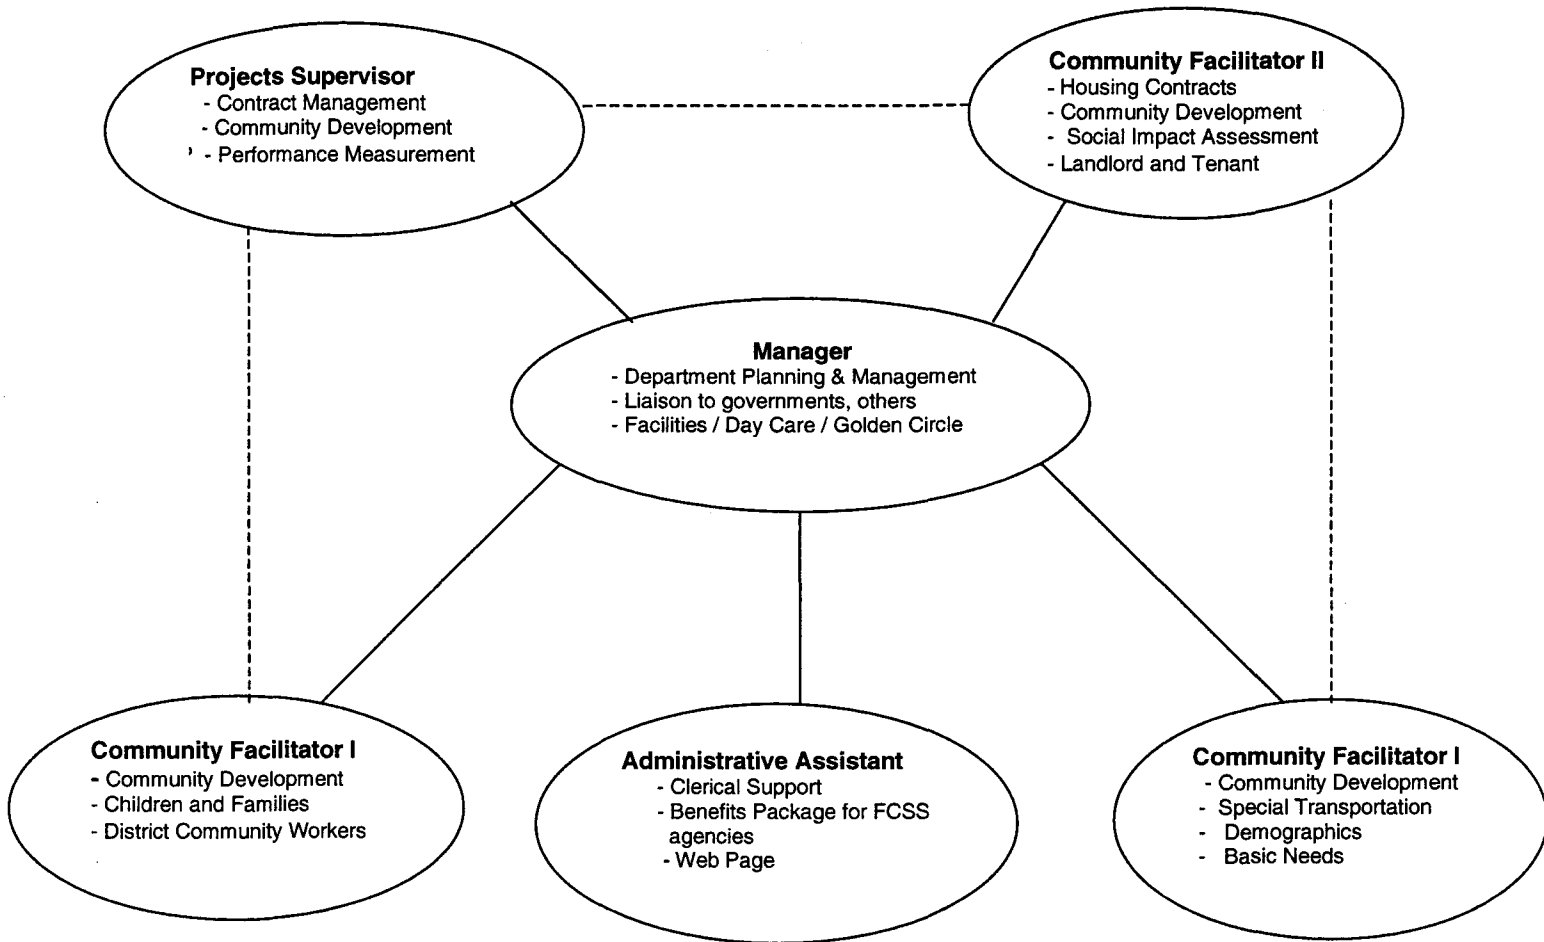 Projects Supervisor
- Contract Management
- Community Development
- Performance Measurement
Community Facilitator II
- Housing Contracts
- Community Development
- Social Impact Assessment
- Landlord and Tenant
Manager
- Department Planning & Management
- Liaison to governments, others
- Facilities / Day Care / Golden Circle
Community Facilitator I
- Community Development
- Children and Families
- District Community Workers
Administrative Assistant
- Clerical Support
- Benefits Package for FCSS
agencies
- Web Page
Community Facilitator I
- Community Development
- Special Transportation
- Demographics
- Basic Needs